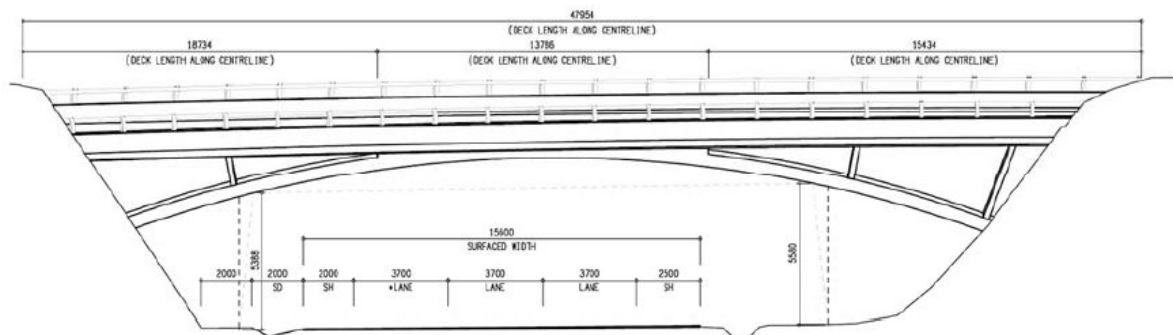 47954
(DECK LENGTH ALONG CENTRELINE)
18734 13786 15434
(DECK LENGTH ALONG CENTRELINE) (DECK LENGTH ALONG CENTRELINE) (DECK LENGTH ALONG CENTRELINE)
5388
5580
15600
SURFACED WIDTH
2000 2000 2000 3700 3700 3700 2500
SD SH *LANE LANE LANE SH